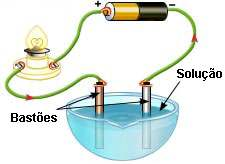 + −
Solução
Bastões